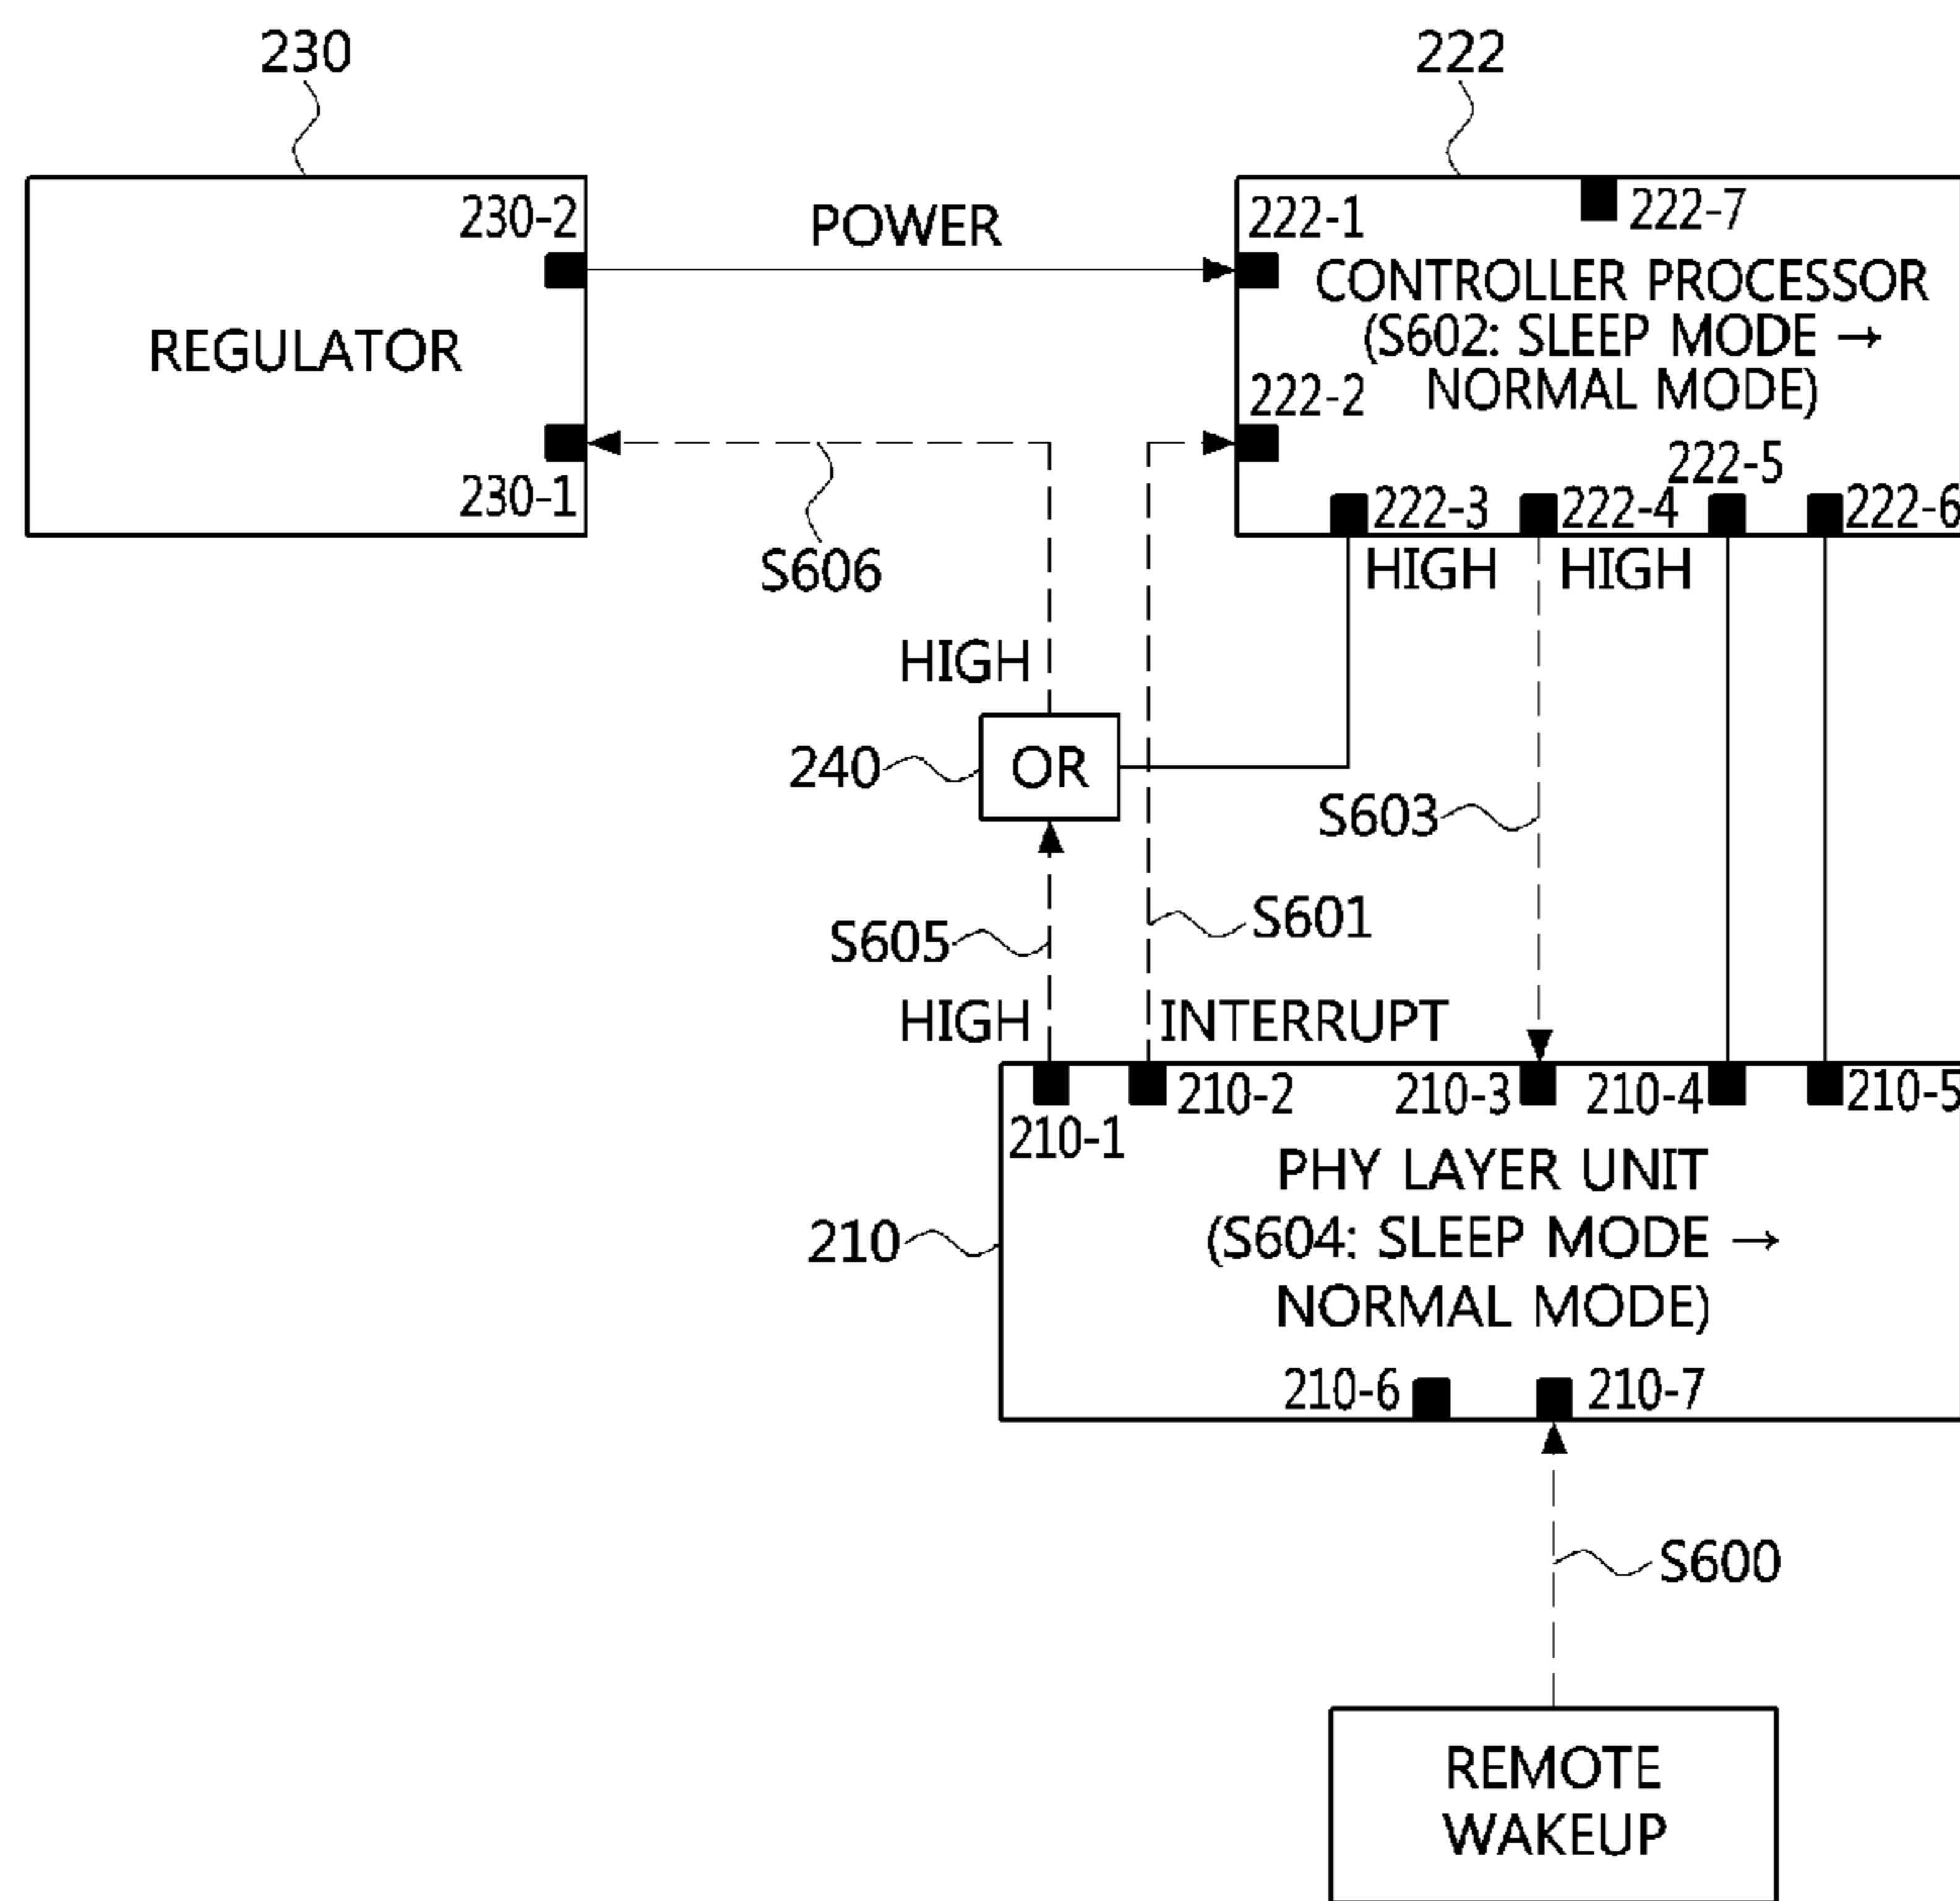 230
222
230-2
POWER
222-1
222-7
REGULATOR
CONTROLLER PROCESSOR
(S602: SLEEP MODE →
NORMAL MODE)
222-2
230-1
222-5
222-3
222-4
222-6
S606
HIGH
HIGH
HIGH
240
OR
S603
S605
S601
HIGH
INTERRUPT
210-1
210-2
210-3
210-4
210-5
PHY LAYER UNIT
(S604: SLEEP MODE →
NORMAL MODE)
210
210-6
210-7
S600
REMOTE
WAKEUP